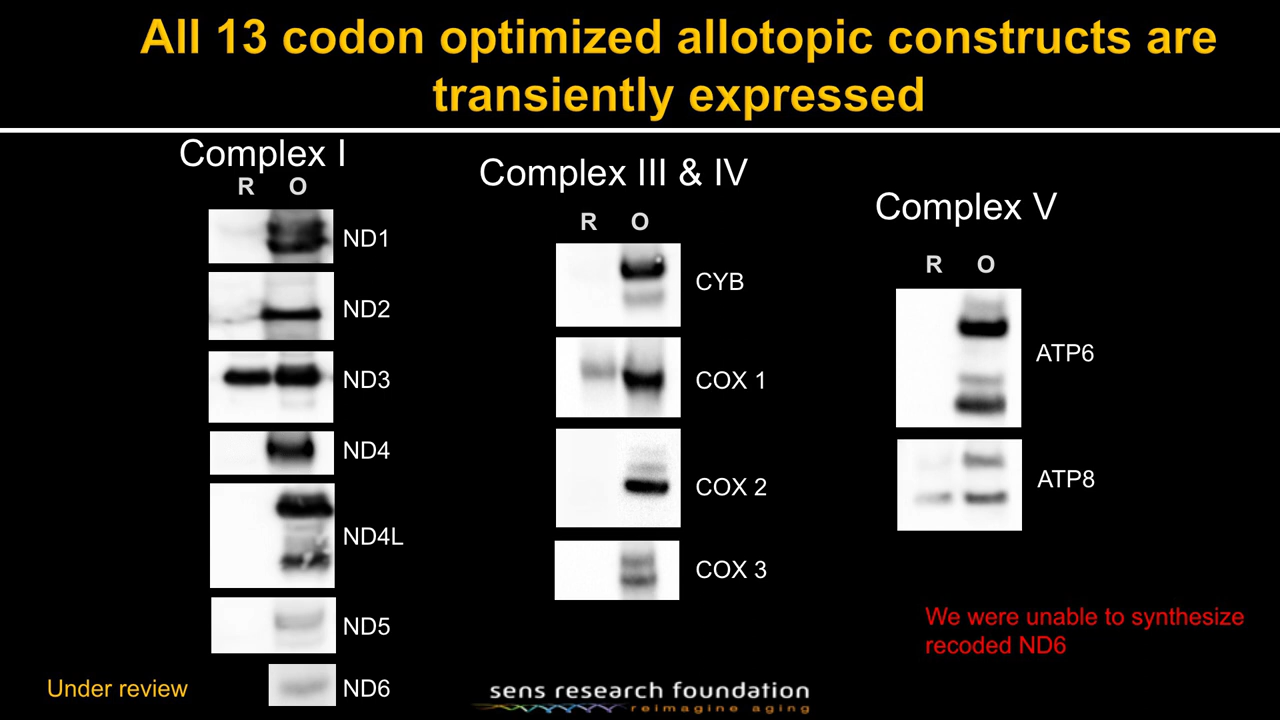 All 13 codon optimized allotopic constructs are
transiently expressed
Complex I
R O
ND1
ND2
ND3
ND4
ND4L
ND5
ND6
Complex III & IV
R O
CYB
COX 1
COX 2
COX 3
Complex V
R O
ATP6
ATP8
We were unable to synthesize
recoded ND6
Under review
sens research foundation
reimagine aging